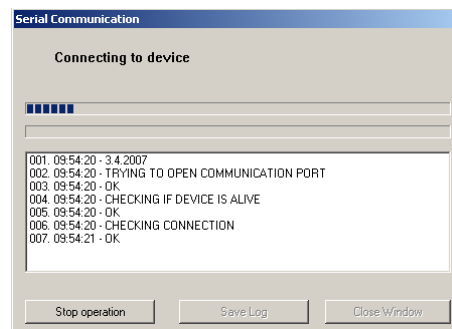 Serial Communication
Connecting to device
001. 09:54:20 - 3.4.2007
002. 09:54:20 - TRYING TO OPEN COMMUNICATION PORT
003. 09:54:20 - OK
004. 09:54:20 - CHECKING IF DEVICE IS ALIVE
005. 09:54:20 - OK
006. 09:54:20 - CHECKING CONNECTION
007. 09:54:21 - OK
Stop operation
Save Log
Close Window